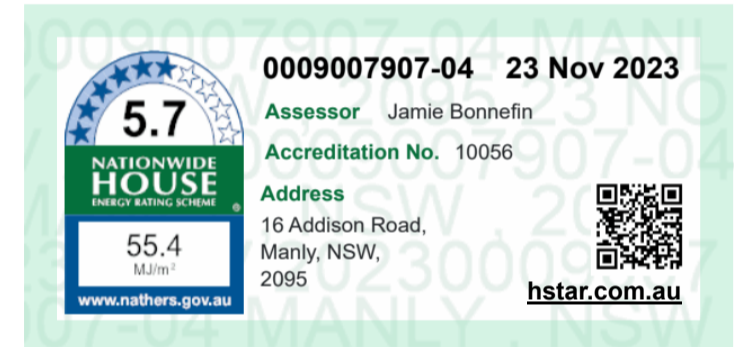 0009007907-04 23 Nov 2023
5.7
Assessor Jamie Bonnefin
Accreditation No. 10056
NATIONWIDE
HOUSE
ENERGY RATING SCHEME
®
Address
16 Addison Road,
Manly, NSW,
2095
55.4
MJ/m²
www.nathers.gov.au
hstar.com.au